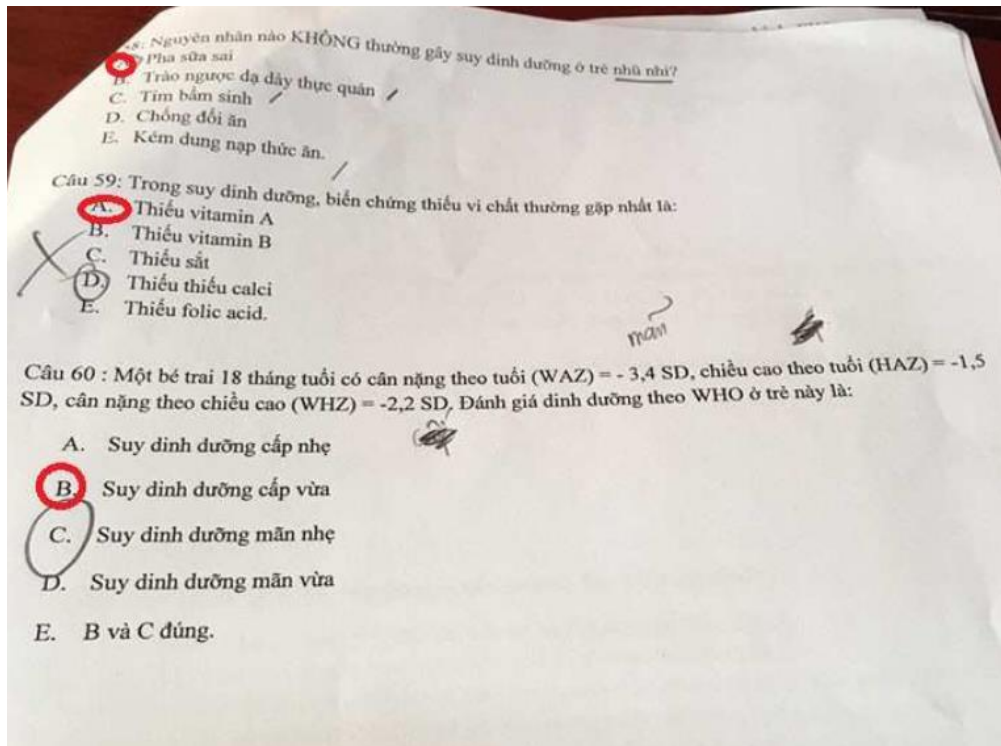 8: Nguyên nhân nào KHÔNG thường gây suy dinh dưỡng ở trẻ nhũ nhi?
A. Pha sữa sai
B. Trào ngược dạ dày thực quản
C. Tim bẩm sinh
D. Chống đối ăn
E. Kém dung nạp thức ăn.
Câu 59: Trong suy dinh dưỡng, biến chứng thiếu vi chất thường gặp nhất là:
A. Thiếu vitamin A
B. Thiếu vitamin B
C. Thiếu sắt
D. Thiếu thiếu calci
E. Thiếu folic acid.
man
Câu 60 : Một bé trai 18 tháng tuổi có cân nặng theo tuổi (WAZ) = - 3,4 SD, chiều cao theo tuổi (HAZ) = -1,5
SD, cân nặng theo chiều cao (WHZ) = -2,2 SD, Đánh giá dinh dưỡng theo WHO ở trẻ này là:
A. Suy dinh dưỡng cấp nhẹ
B. Suy dinh dưỡng cấp vừa
C. Suy dinh dưỡng mãn nhẹ
D. Suy dinh dưỡng mãn vừa
E. B và C đúng.